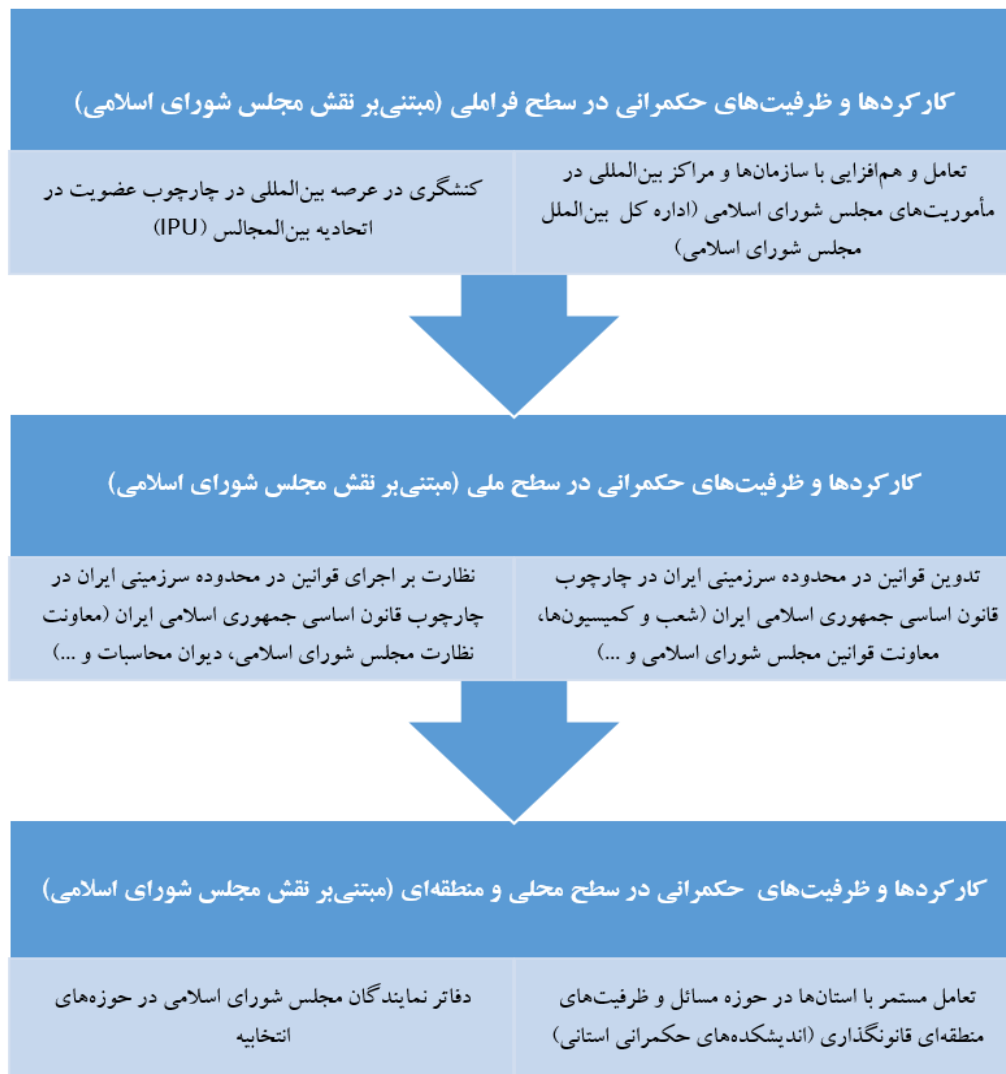 کارکردها و ظرفیت‌های حکمرانی در سطح فراملی (مبتنی‌بر نقش مجلس شورای اسلامی)
تعامل و هم‌افزایی با سازمان‌ها و مراکز بین‌المللی در
مأموریت‌های مجلس شورای اسلامی (اداره کل بین‌الملل
مجلس شورای اسلامی)
کنشگری در عرصه بین‌المللی در چارچوب عضویت در
اتحادیه بین‌المجالس (IPU)
کارکردها و ظرفیت‌های حکمرانی در سطح ملی (مبتنی‌بر نقش مجلس شورای اسلامی)
تدوین قوانین در محدوده سرزمینی ایران در چارچوب
قانون اساسی جمهوری اسلامی ایران (شعب و کمیسیون‌ها،
معاونت قوانین مجلس شورای اسلامی و ...)
نظارت بر اجرای قوانین در محدوده سرزمینی ایران در
چارچوب قانون اساسی جمهوری اسلامی ایران (معاونت
نظارت مجلس شورای اسلامی، دیوان محاسبات و ...)
کارکردها و ظرفیت‌های حکمرانی در سطح محلی و منطقه‌ای (مبتنی‌بر نقش مجلس شورای اسلامی)
تعامل مستمر با استان‌ها در حوزه مسائل و ظرفیت‌های
منطقه‌ای قانونگذاری (اندیشکده‌های حکمرانی استانی)
دفاتر نمایندگان مجلس شورای اسلامی در حوزه‌های
انتخابیه